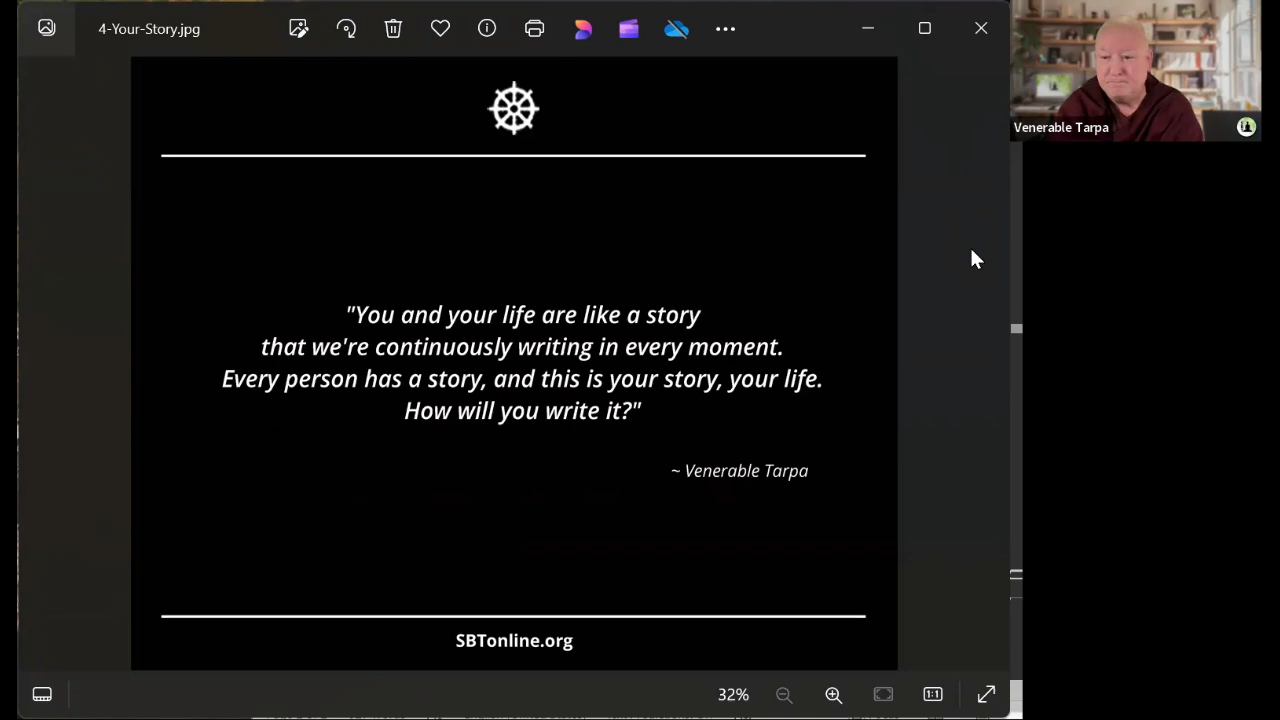 4-Your-Story.jpg
Venerable Tarpa
"You and your life are like a story
that we're continuously writing in every moment.
Every person has a story, and this is your story, your life.
How will you write it?"
~ Venerable Tarpa
SBTonline.org
32%
1:1